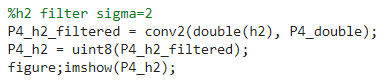 %h2 filter sigma=2
P4_h2_filtered = conv2(double(h2), P4_double);
P4_h2 = uint8(P4_h2_filtered);
figure;imshow(P4_h2);